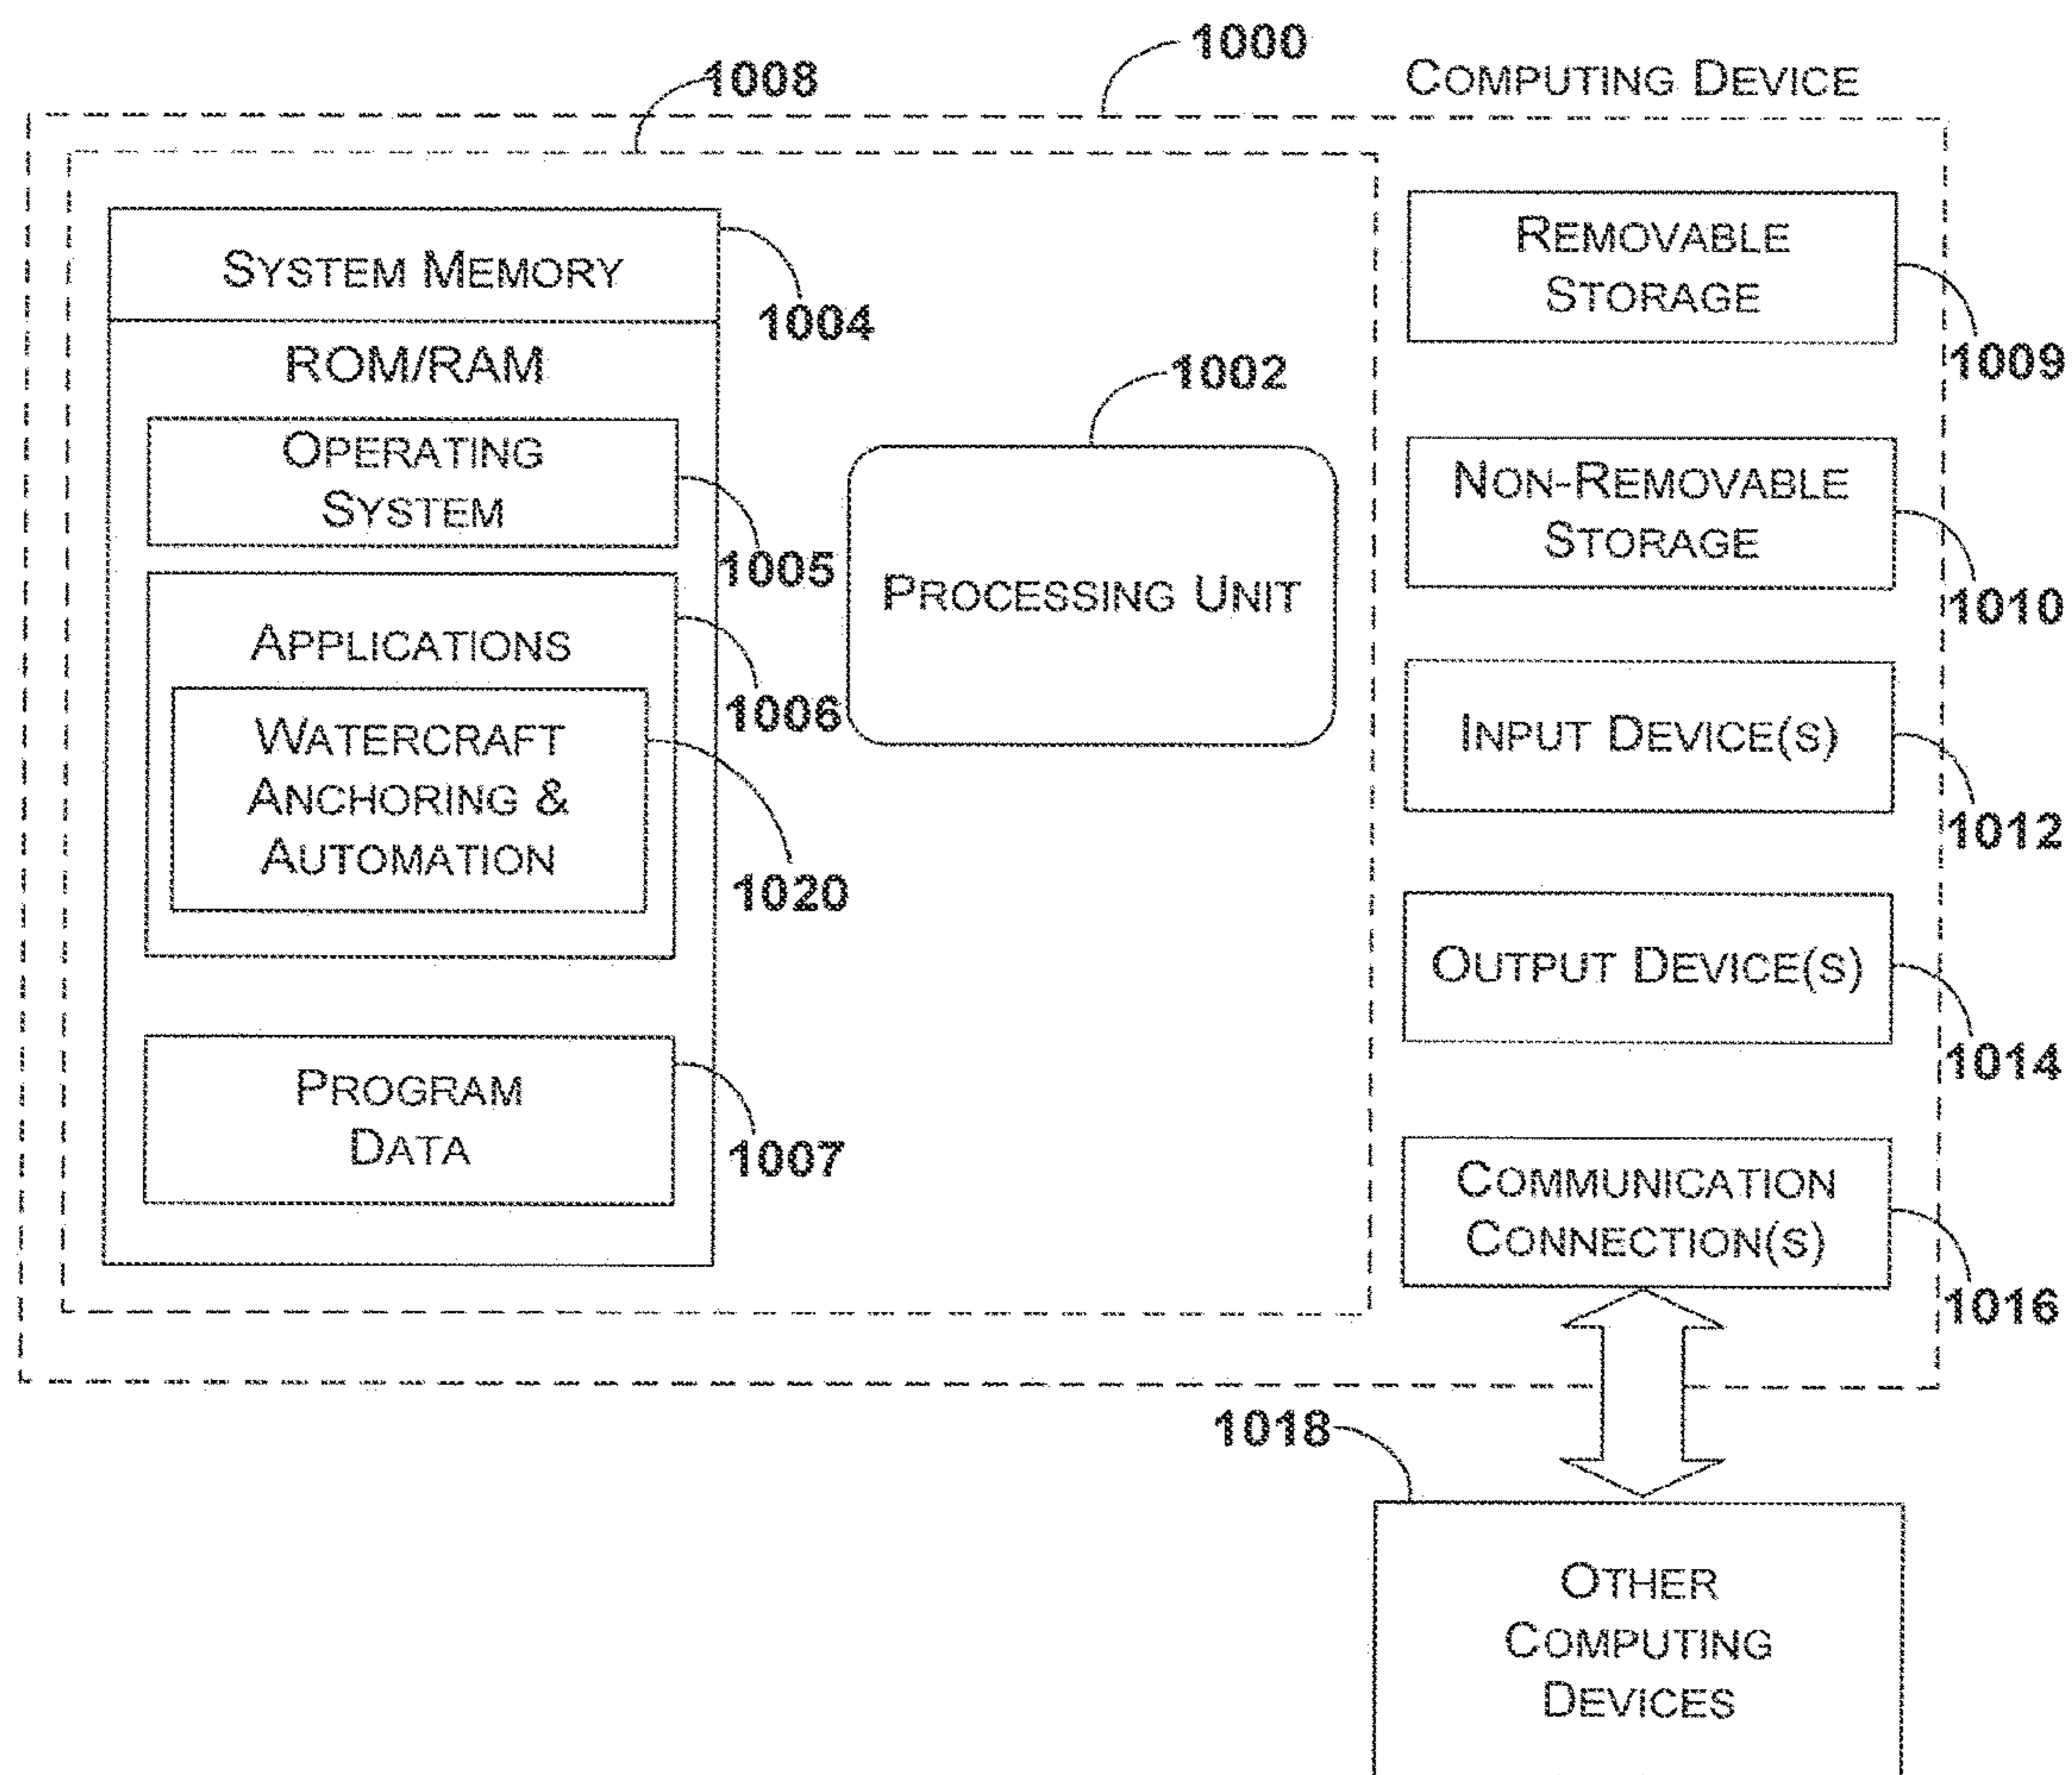 1000
COMPUTING DEVICE
1008
SYSTEM MEMORY
1004
ROM/RAM
OPERATING
SYSTEM
1005
APPLICATIONS
1006
WATERCRAFT
ANCHORING &
AUTOMATION
1020
PROGRAM
DATA
1007
1002
PROCESSING UNIT
REMOVABLE
STORAGE
1009
NON-REMOVABLE
STORAGE
1010
INPUT DEVICE(S)
1012
OUTPUT DEVICE(S)
1014
COMMUNICATION
CONNECTION(S)
1016
1018
OTHER
COMPUTING
DEVICES